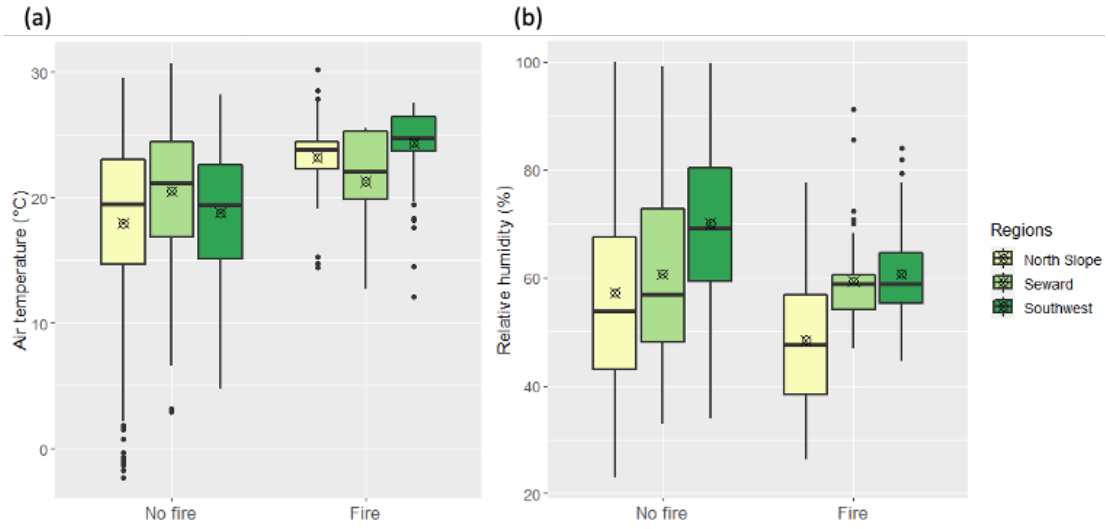 (a)
(b)
Air temperature (°C)
30
20
10
0
No fire
Fire
Relative humidity (%)
100
80
60
40
20
No fire
Fire
Regions
North Slope
Seward
Southwest